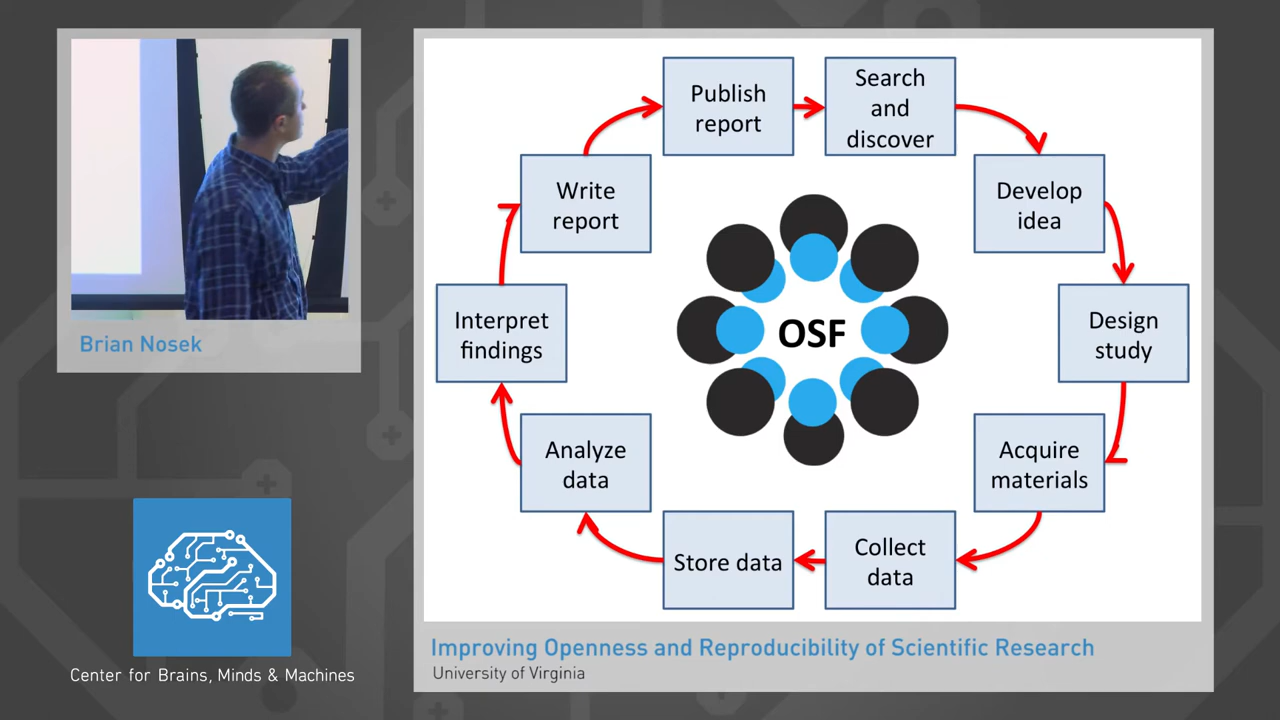 Brian Nosek
Center for Brains, Minds & Machines
Publish
report
Search
and
discover
Develop
idea
Design
study
Acquire
materials
Collect
data
Store data
Analyze
data
Interpret
findings
Write
report
OSF
Improving Openness and Reproducibility of Scientific Research
University of Virginia